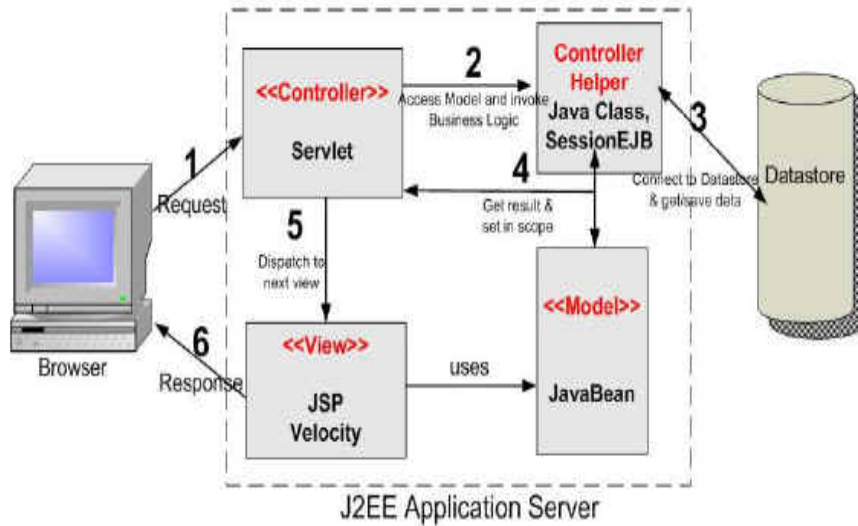 <<Controller>>
Servlet
2
Access Model and invoke
Business Logic
Controller
Helper
Java Class,
SessionEJB
3
Connect to Datastore
& get/save data
Datastore
1
Request
Browser
4
Get result &
set in scope
5
Dispatch to
next view
<<View>>
JSP
Velocity
uses
<<Model>>
JavaBean
6
Response
J2EE Application Server